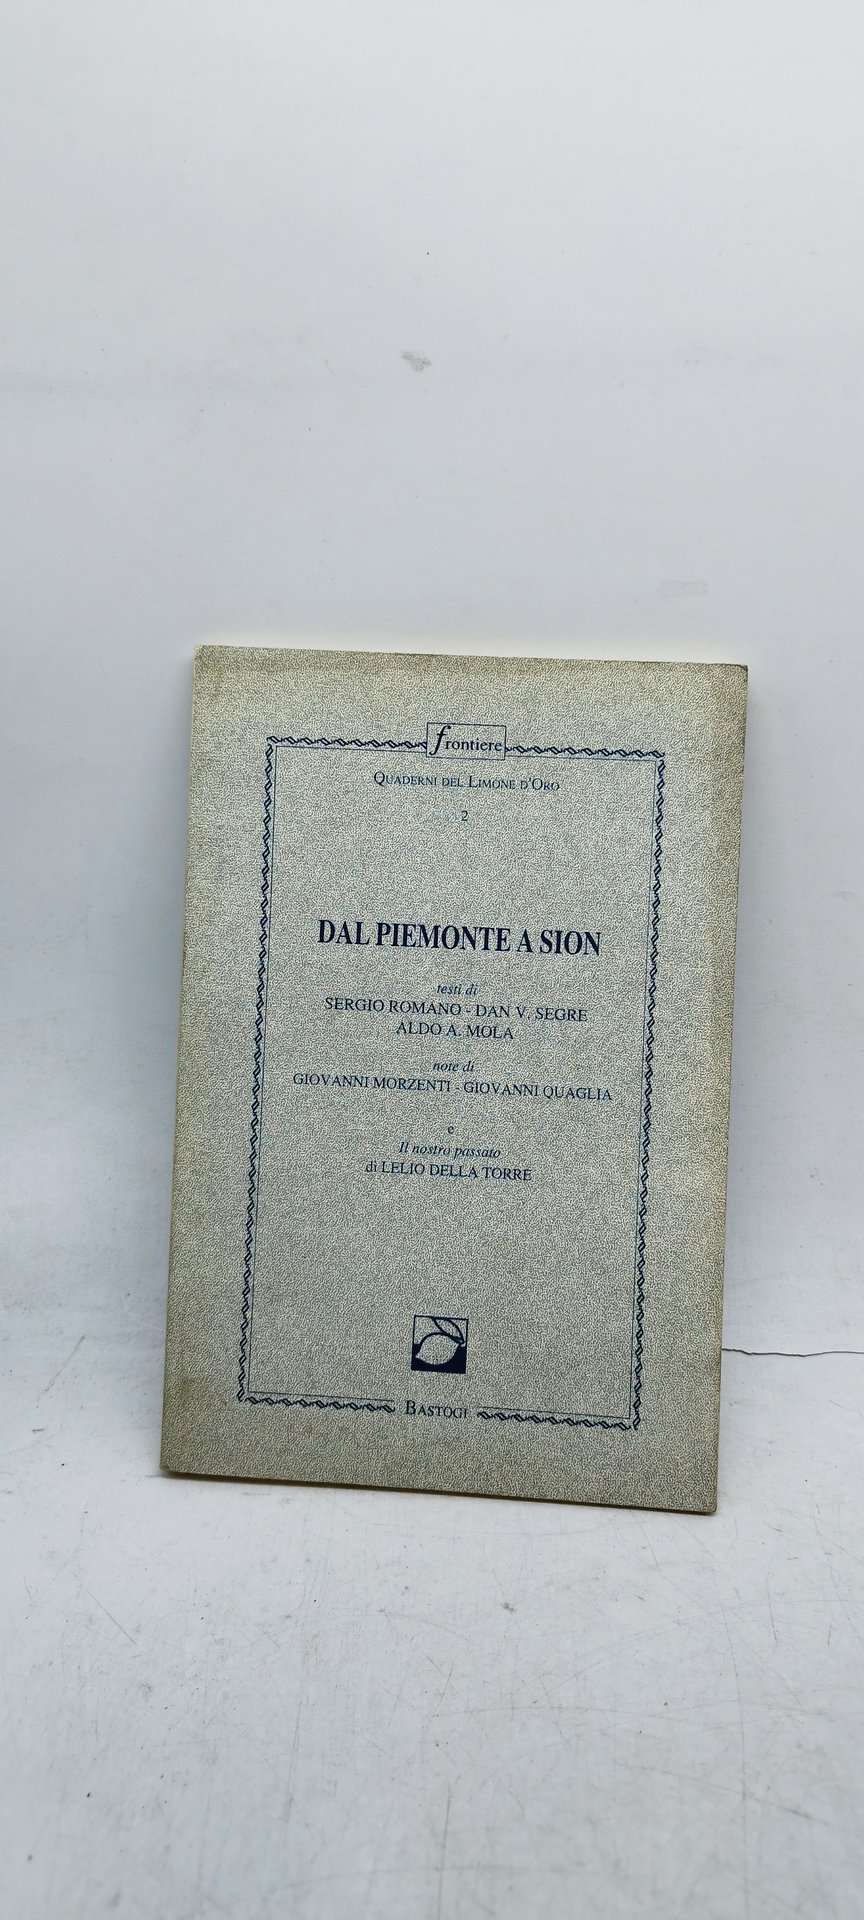 frontiere
QUADERNI DEL LIMONE D'ORO
2
DAL PIEMONTE A SION
testi di
SERGIO ROMANO - DAN V. SEGRE
ALDO A. MOLA
note di
GIOVANNI MORZENTI - GIOVANNI QUAGLIA
e
Il nostro passato
di LELIO DELLA TORRE
BASTOGI